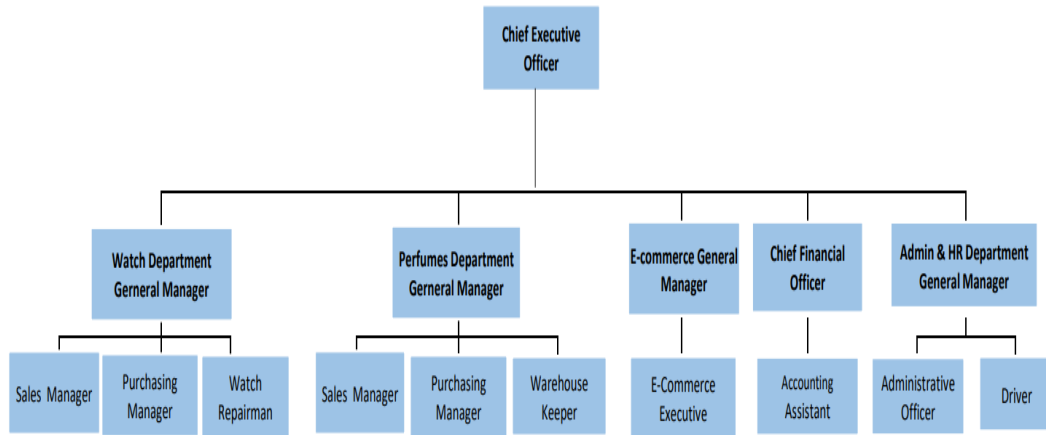 Chief Executive
Officer
Watch Department
Gerneral Manager
Perfumes Department
Gerneral Manager
E-commerce General
Manager
Chief Financial
Officer
Admin & HR Department
General Manager
Sales Manager
Purchasing
Manager
Watch
Repairman
Sales Manager
Purchasing
Manager
Warehouse
Keeper
E-Commerce
Executive
Accounting
Assistant
Administrative
Officer
Driver